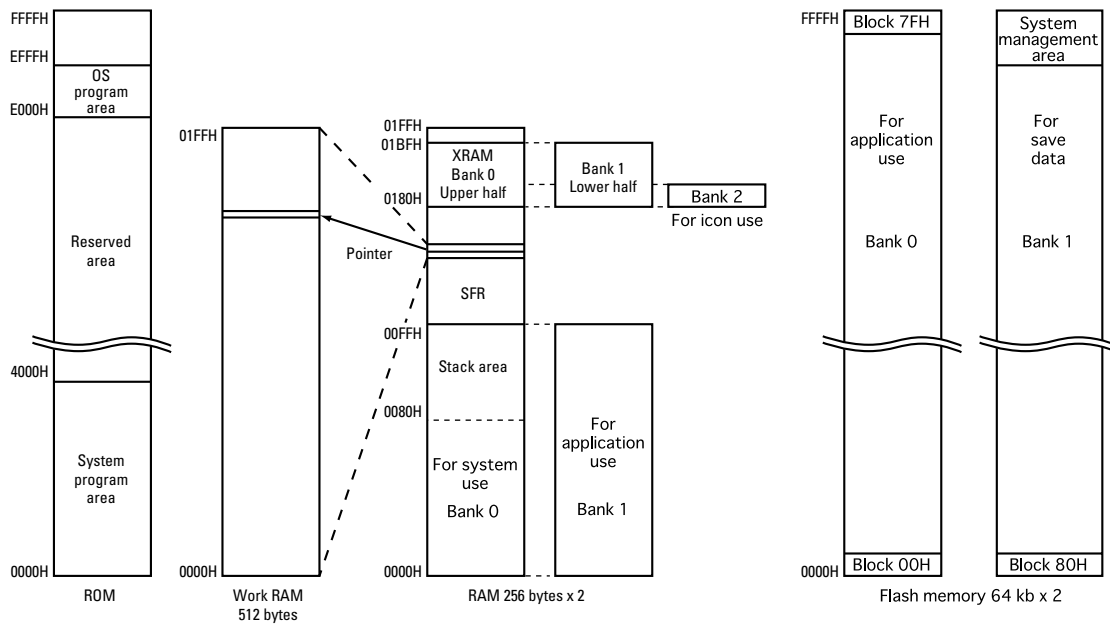 FFFFH
EFFFH
OS
program
area
E000H
Reserved
area
4000H
System
program
area
0000H
ROM
01FFH
0000H
Work RAM
512 bytes
Pointer
01FFH
01BFH
XRAM
Bank 0
Upper half
0180H
Bank 1
Lower half
Bank 2
For icon use
SFR
00FFH
Stack area
0080H
For system
use
Bank 0
For
application
use
Bank 1
0000H
RAM 256 bytes x 2
FFFFH
Block 7FH
For
application
use
Bank 0
Block 00H
0000H
System
management
area
For
save
data
Bank 1
Block 80H
Flash memory 64 kb x 2